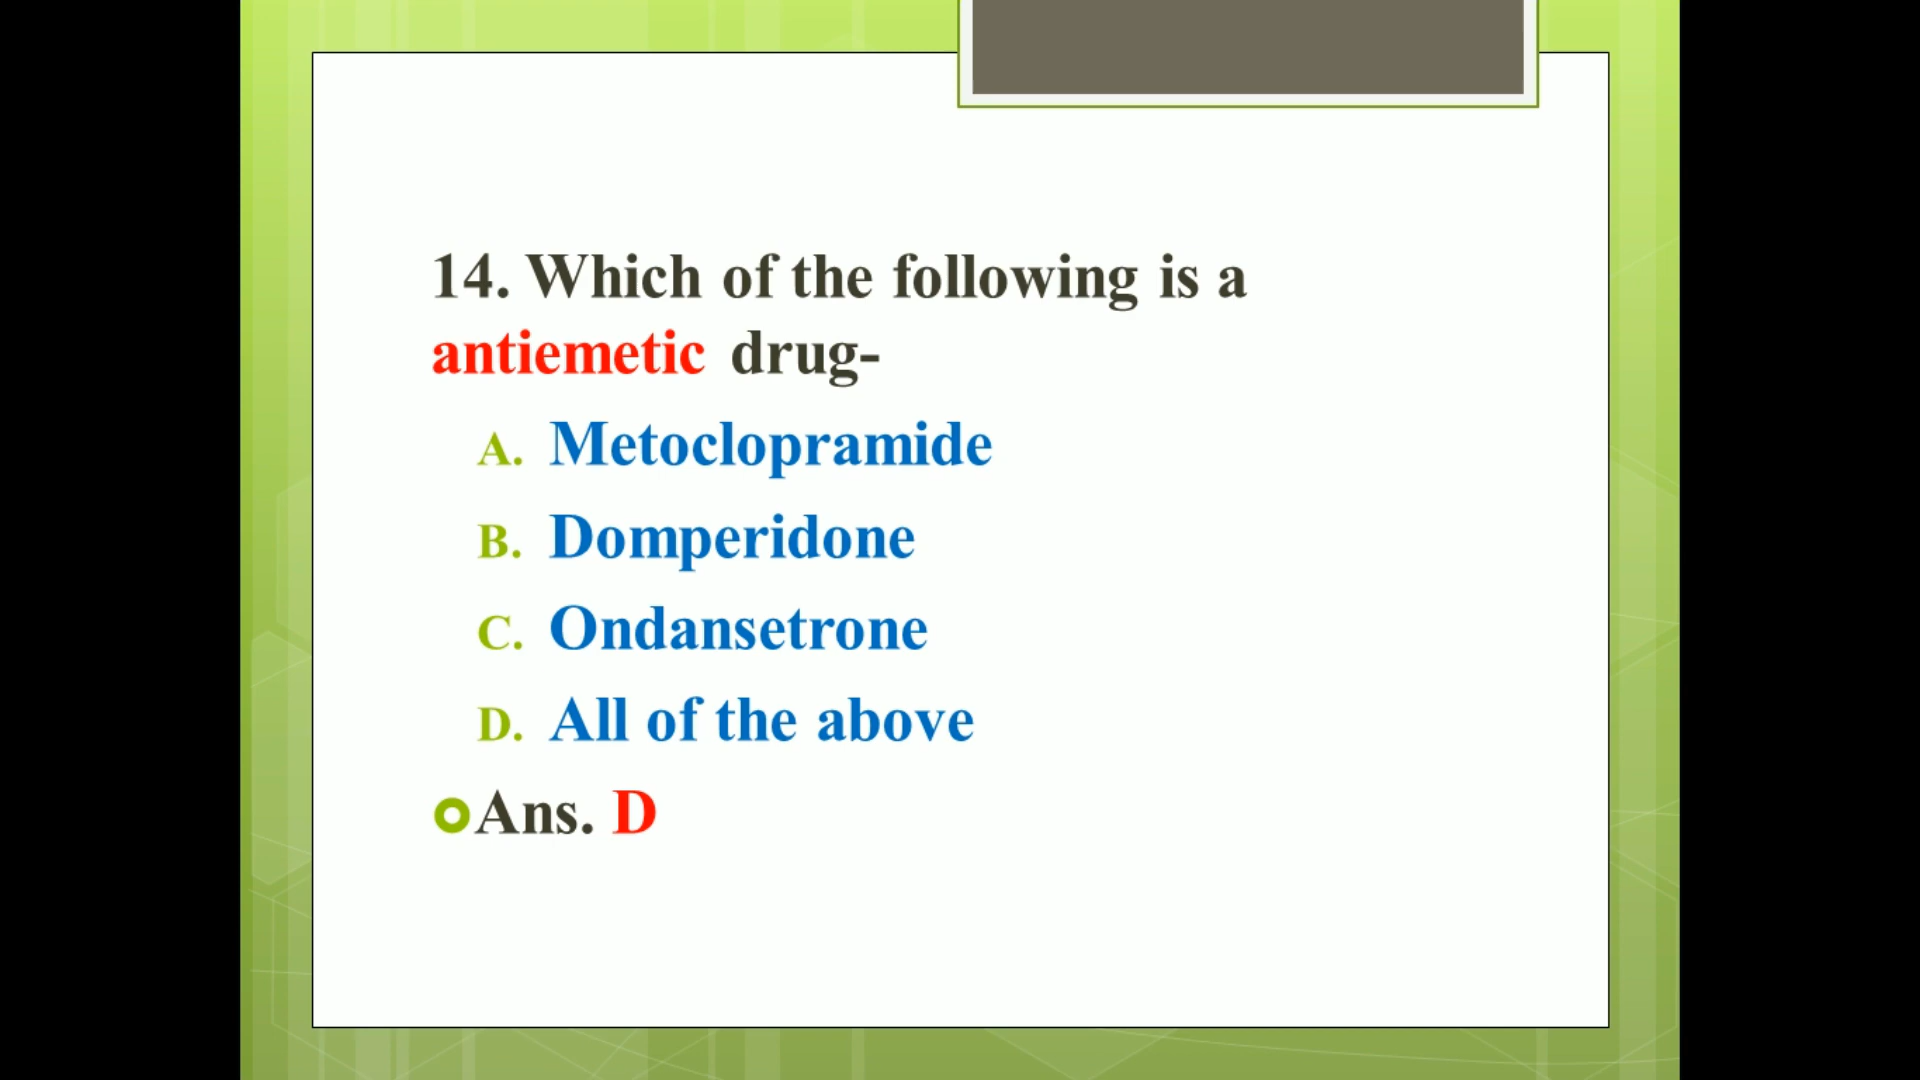 14. Which of the following is a
antiemetic drug-
A. Metoclopramide
B. Domperidone
C. Ondansetrone
D. All of the above
Ans. D